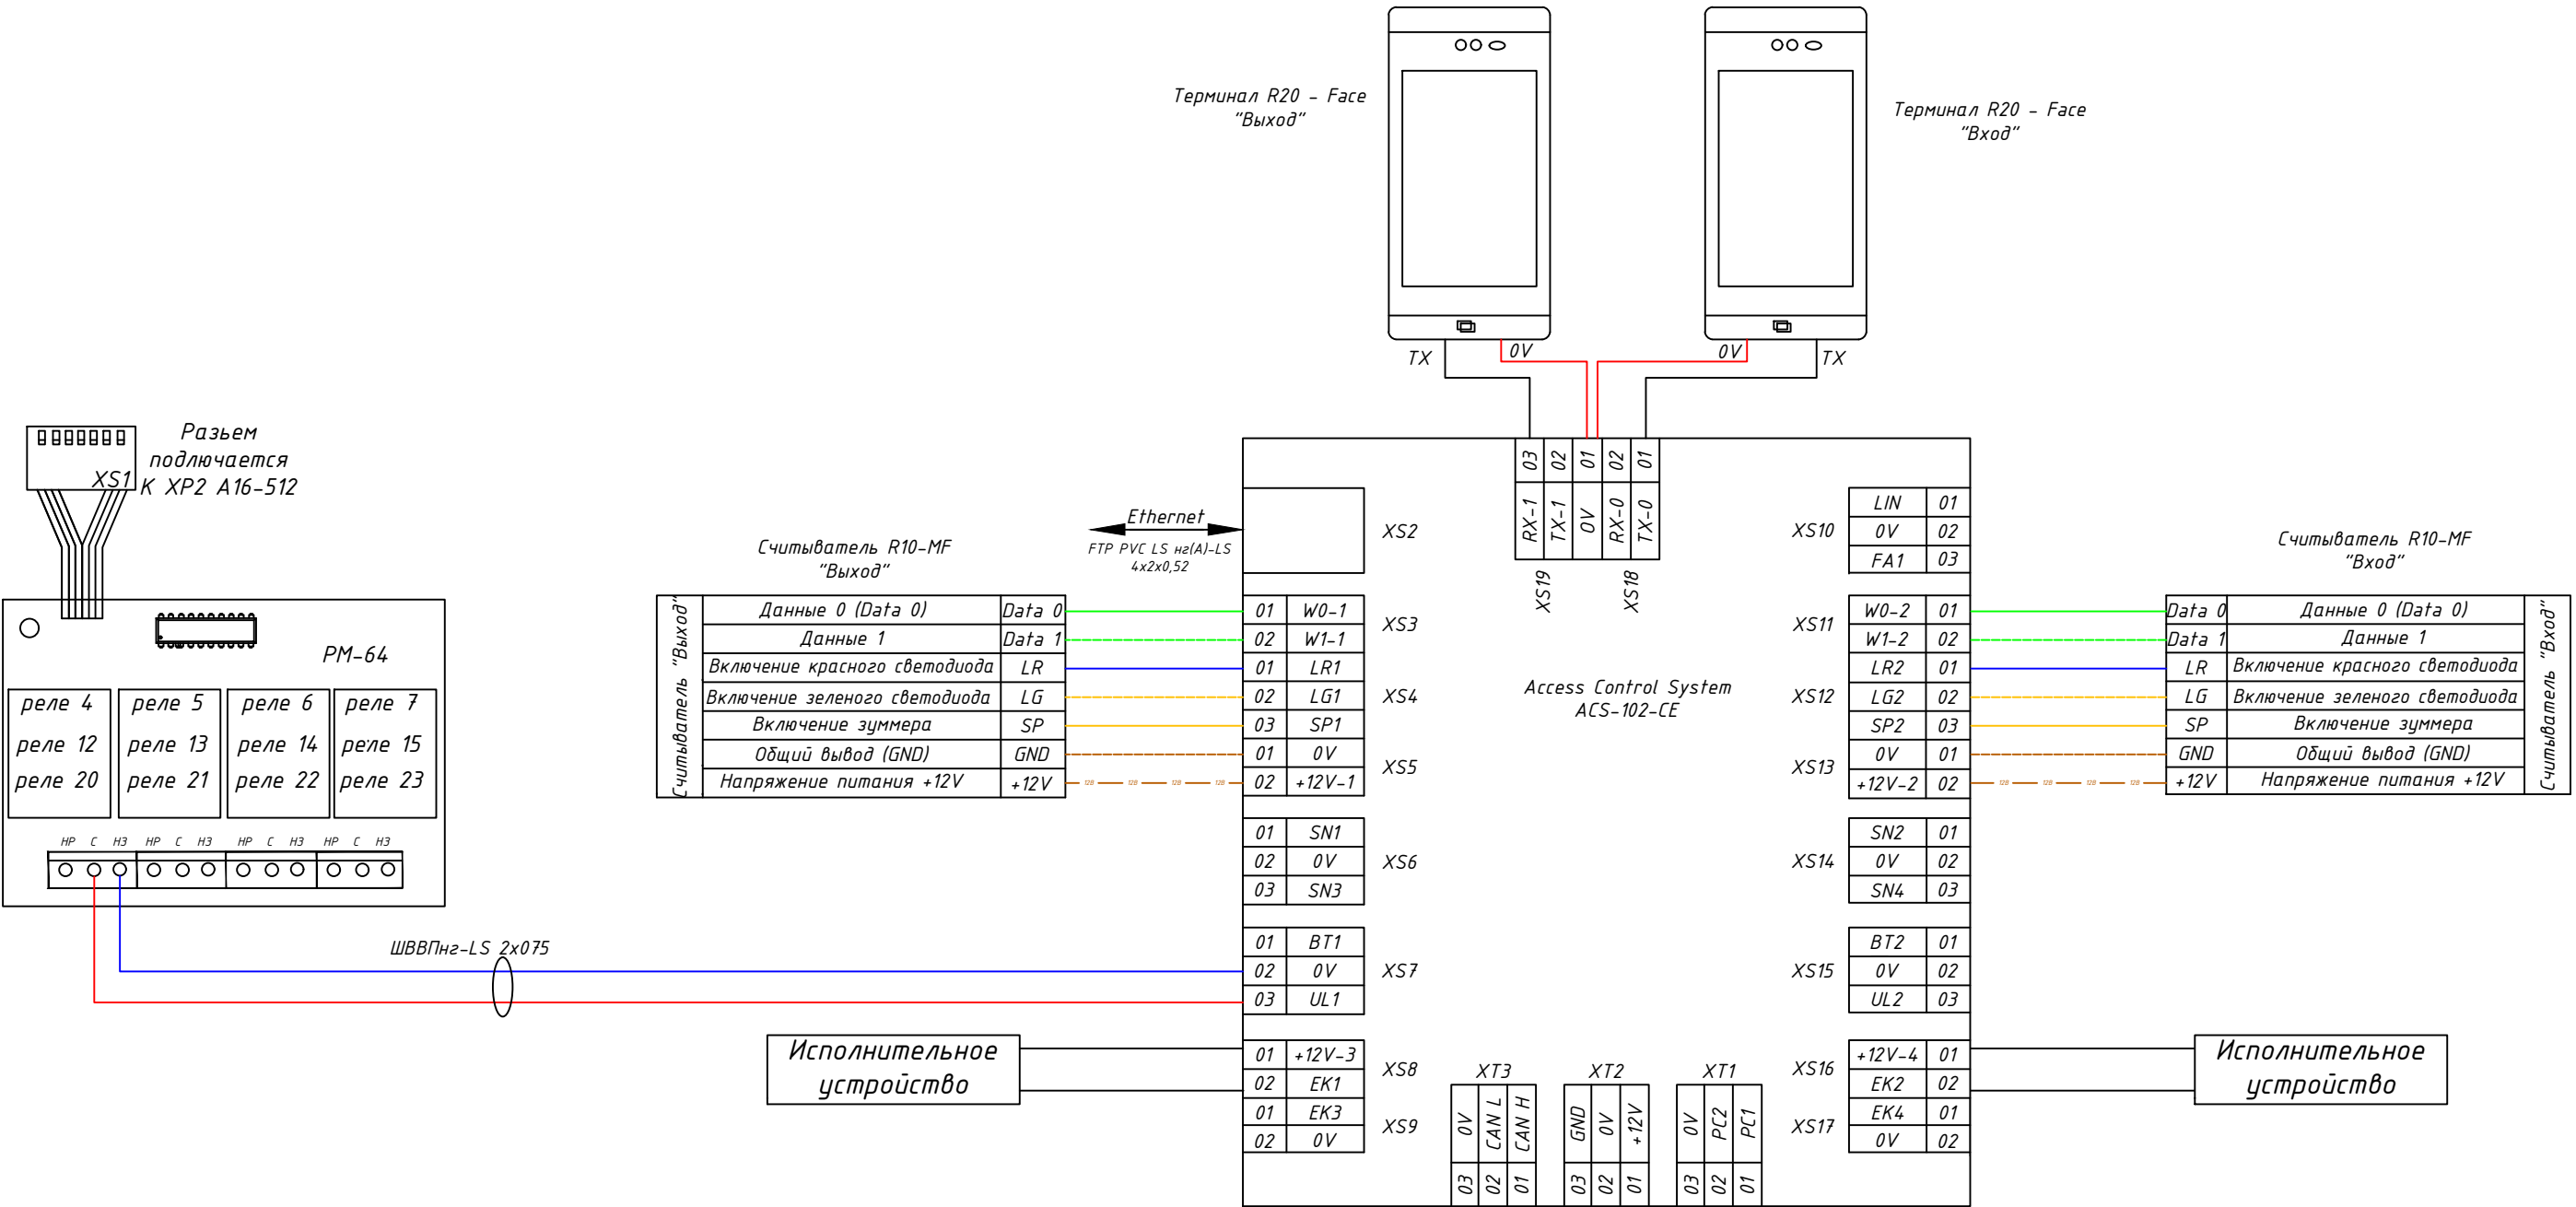 Терминал R20 - Face
"Выход"
Терминал R20 - Face
"Вход"
TX
0V
0V
TX
Разьем
подлючается
К ХР2 А16-512
XS1
РМ-64
реле 4
реле 12
реле 20
реле 5
реле 13
реле 21
реле 6
реле 14
реле 22
реле 7
реле 15
реле 23
НР С НЗ НР С НЗ НР С НЗ НР С НЗ
ШВВПнг-LS 2х075
Ethernet
FTP PVC LS нг(А)-LS
4х2х0,52
Считыватель R10-MF
"Выход"
Считыватель "Выход"
Данные 0 (Data 0) Data 0
Данные 1 Data 1
Включение красного светодиода LR
Включение зеленого светодиода LG
Включение зуммера SP
Общий вывод (GND) GND
Напряжение питания +12V +12V
12В 12В 12В 12В
03 02 01 02 01
RX-1 TX-1 0V RX-0 TX-0
XS19 XS18
XS2
01 W0-1
02 W1-1
XS3
01 LR1
02 LG1
03 SP1
XS4
01 0V
02 +12V-1
XS5
01 SN1
02 0V
03 SN3
XS6
01 BT1
02 0V
03 UL1
XS7
01 +12V-3
02 EK1
XS8
01 EK3
02 0V
XS9
Исполнительное
устройство
Access Control System
ACS-102-CE
XT3
0V CAN L CAN H
03 02 01
XT2
GND 0V +12V
03 02 01
XT1
0V PC2 PC1
03 02 01
XS10
LIN 01
0V 02
FA1 03
XS11
W0-2 01
W1-2 02
XS12
LR2 01
LG2 02
SP2 03
XS13
0V 01
+12V-2 02
XS14
SN2 01
0V 02
SN4 03
XS15
BT2 01
0V 02
UL2 03
XS16
+12V-4 01
EK2 02
XS17
EK4 01
0V 02
12В 12В 12В 12В
Считыватель R10-MF
"Вход"
Data 0 Данные 0 (Data 0)
Data 1 Данные 1
LR Включение красного светодиода
LG Включение зеленого светодиода
SP Включение зуммера
GND Общий вывод (GND)
+12V Напряжение питания +12V
Считыватель "Вход"
Исполнительное
устройство